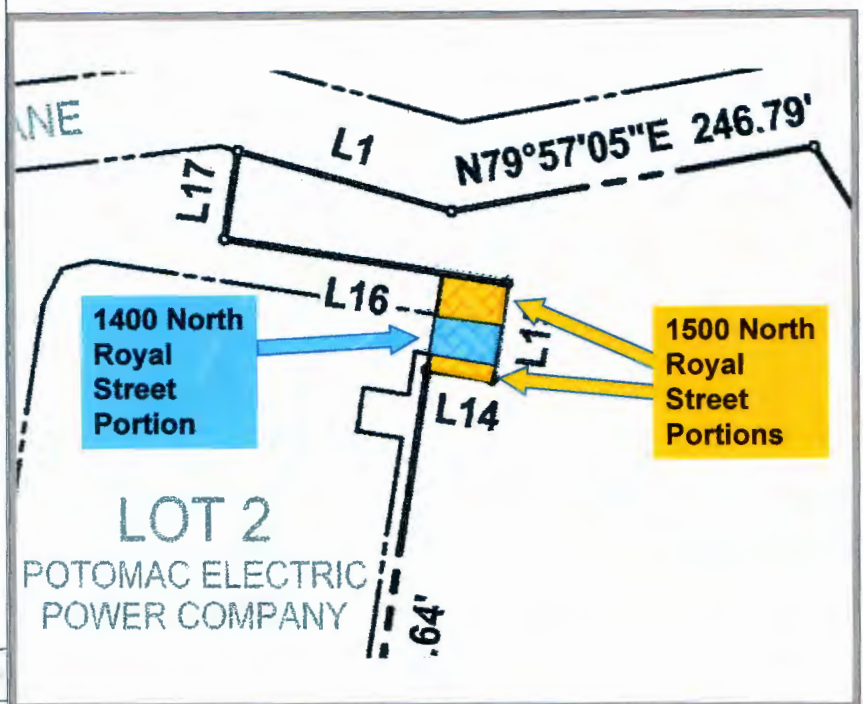 ANE
L1
N79°57'05"E 246.79'
L17
L16
L1
L14
1400 North
Royal
Street
Portion
1500 North
Royal
Street
Portions
LOT 2
POTOMAC ELECTRIC
POWER COMPANY
.64'